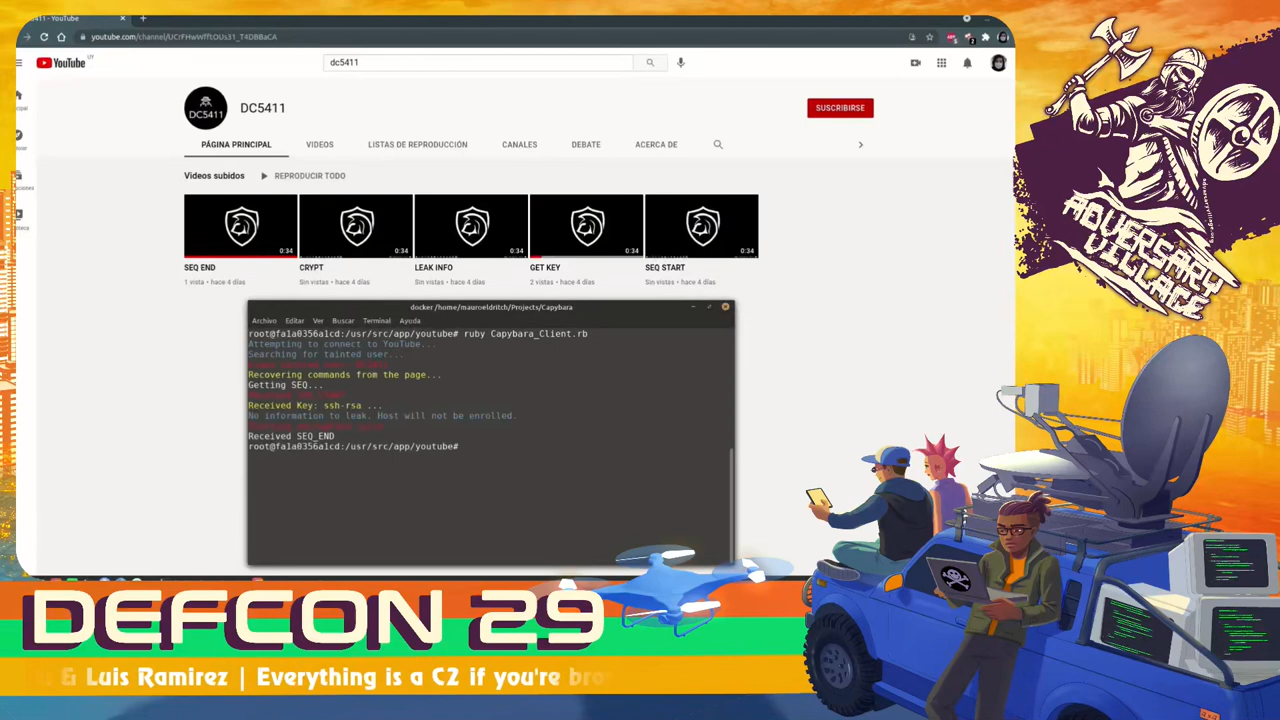 - YouTube
youtube.com/channel/
YouTube
UY
dc5411
DC5411
DC5411
SUSCRIBIRSE
PÁGINA PRINCIPAL
VIDEOS
LISTAS DE REPRODUCCIÓN
CANALES
DEBATE
ACERCA DE
Videos subidos
REPRODUCIR TODO
0:34
0:34
0:34
0:34
0:34
SEQ END
CRYPT
LEAK INFO
GET KEY
SEQ START
1 vista • hace 4 días
Sin vistas • hace 4 días
Sin vistas • hace 4 días
2 vistas • hace 4 días
Sin vistas • hace 4 días
docker /home/mauroeldritch/Projects/Capybara
Archivo Editar Ver Buscar Terminal Ayuda
root@fa1a0356a1cd:/usr/src/app/youtube# ruby Capybara_Client.rb
Attempting to connect to YouTube...
Searching for tainted user...
Recovering commands from the page...
Getting SEQ...
Received Key: ssh-rsa ...
No information to leak. Host will not be enrolled.
Received SEQ_END
root@fa1a0356a1cd:/usr/src/app/youtube#
ADVERSARY
VILLAGE
DEFCON 29
& Luis Ramirez | Everything is a C2 if you're